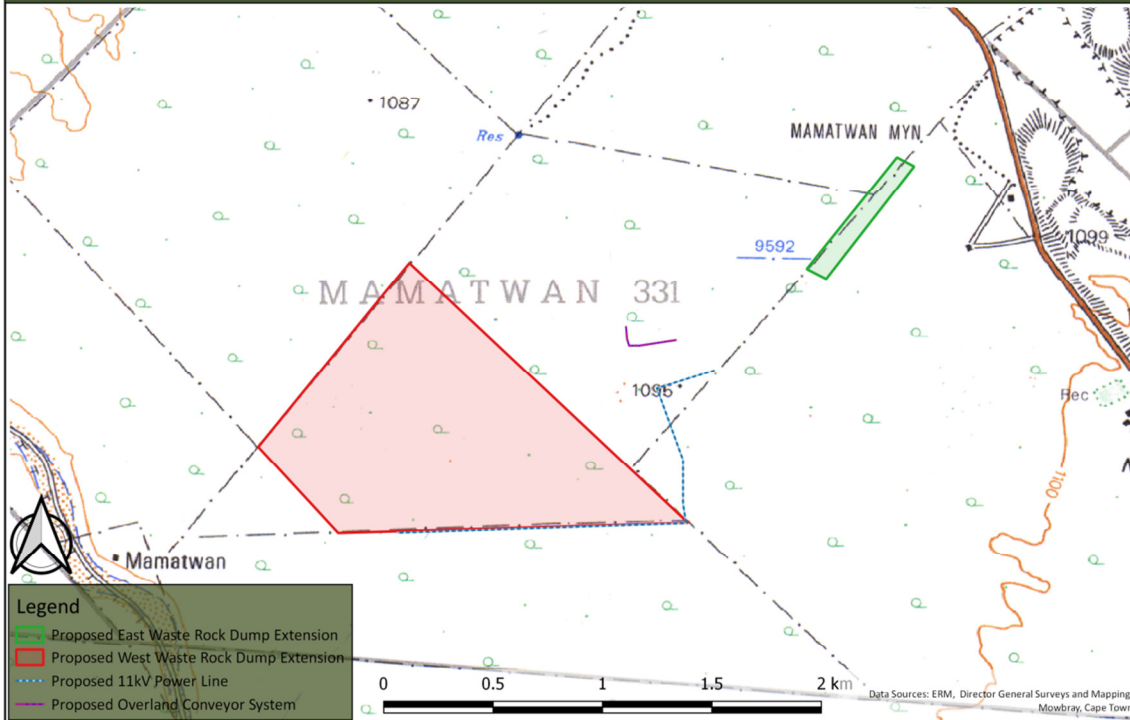 1087
Res
MAMATWAN MYN
1099
9592
MAMATWAN 331
1095
Rec
1100
Mamatwan
Legend
Proposed East Waste Rock Dump Extension
Proposed West Waste Rock Dump Extension
Proposed 11kV Power Line
Proposed Overland Conveyor System
0 0.5 1 1.5 2 km
Data Sources: ERM, Director General Surveys and Mapping
Mowbray, Cape Town